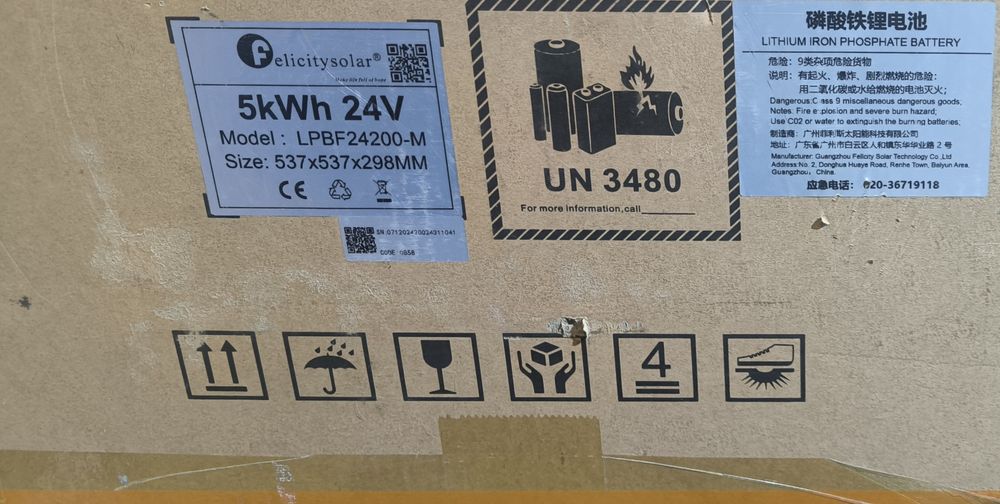 Felicitysolar®
Make life full of hope
5kWh 24V
Model : LPBF24200-M
Size: 537x537x298MM
CE
SN:071202420024311041
CODE: 0858
UN 3480
For more information,call
磷酸铁锂电池
LITHIUM IRON PHOSPHATE BATTERY
危险：9类杂项危险货物
说明：有起火、爆炸、剧烈燃烧的危险：
用二氧化碳或水给燃烧的电池灭火；
Dangerous:Class 9 miscellaneous dangerous goods;
Notes: Fire explosion and severe burn hazard;
Use C02 or water to extinguish the burning batteries;
制造商：广州菲利斯太阳能科技有限公司
地址：广东省广州市白云区人和镇东华华业路 2 号
Manufacturer: Guangzhou Felicity Solar Technology Co.,Ltd
Address:No. 2, Donghua Huaye Road, Renhe Town, Baiyun Area,
Guangzhou, China.
应急电话：020-36719118
4